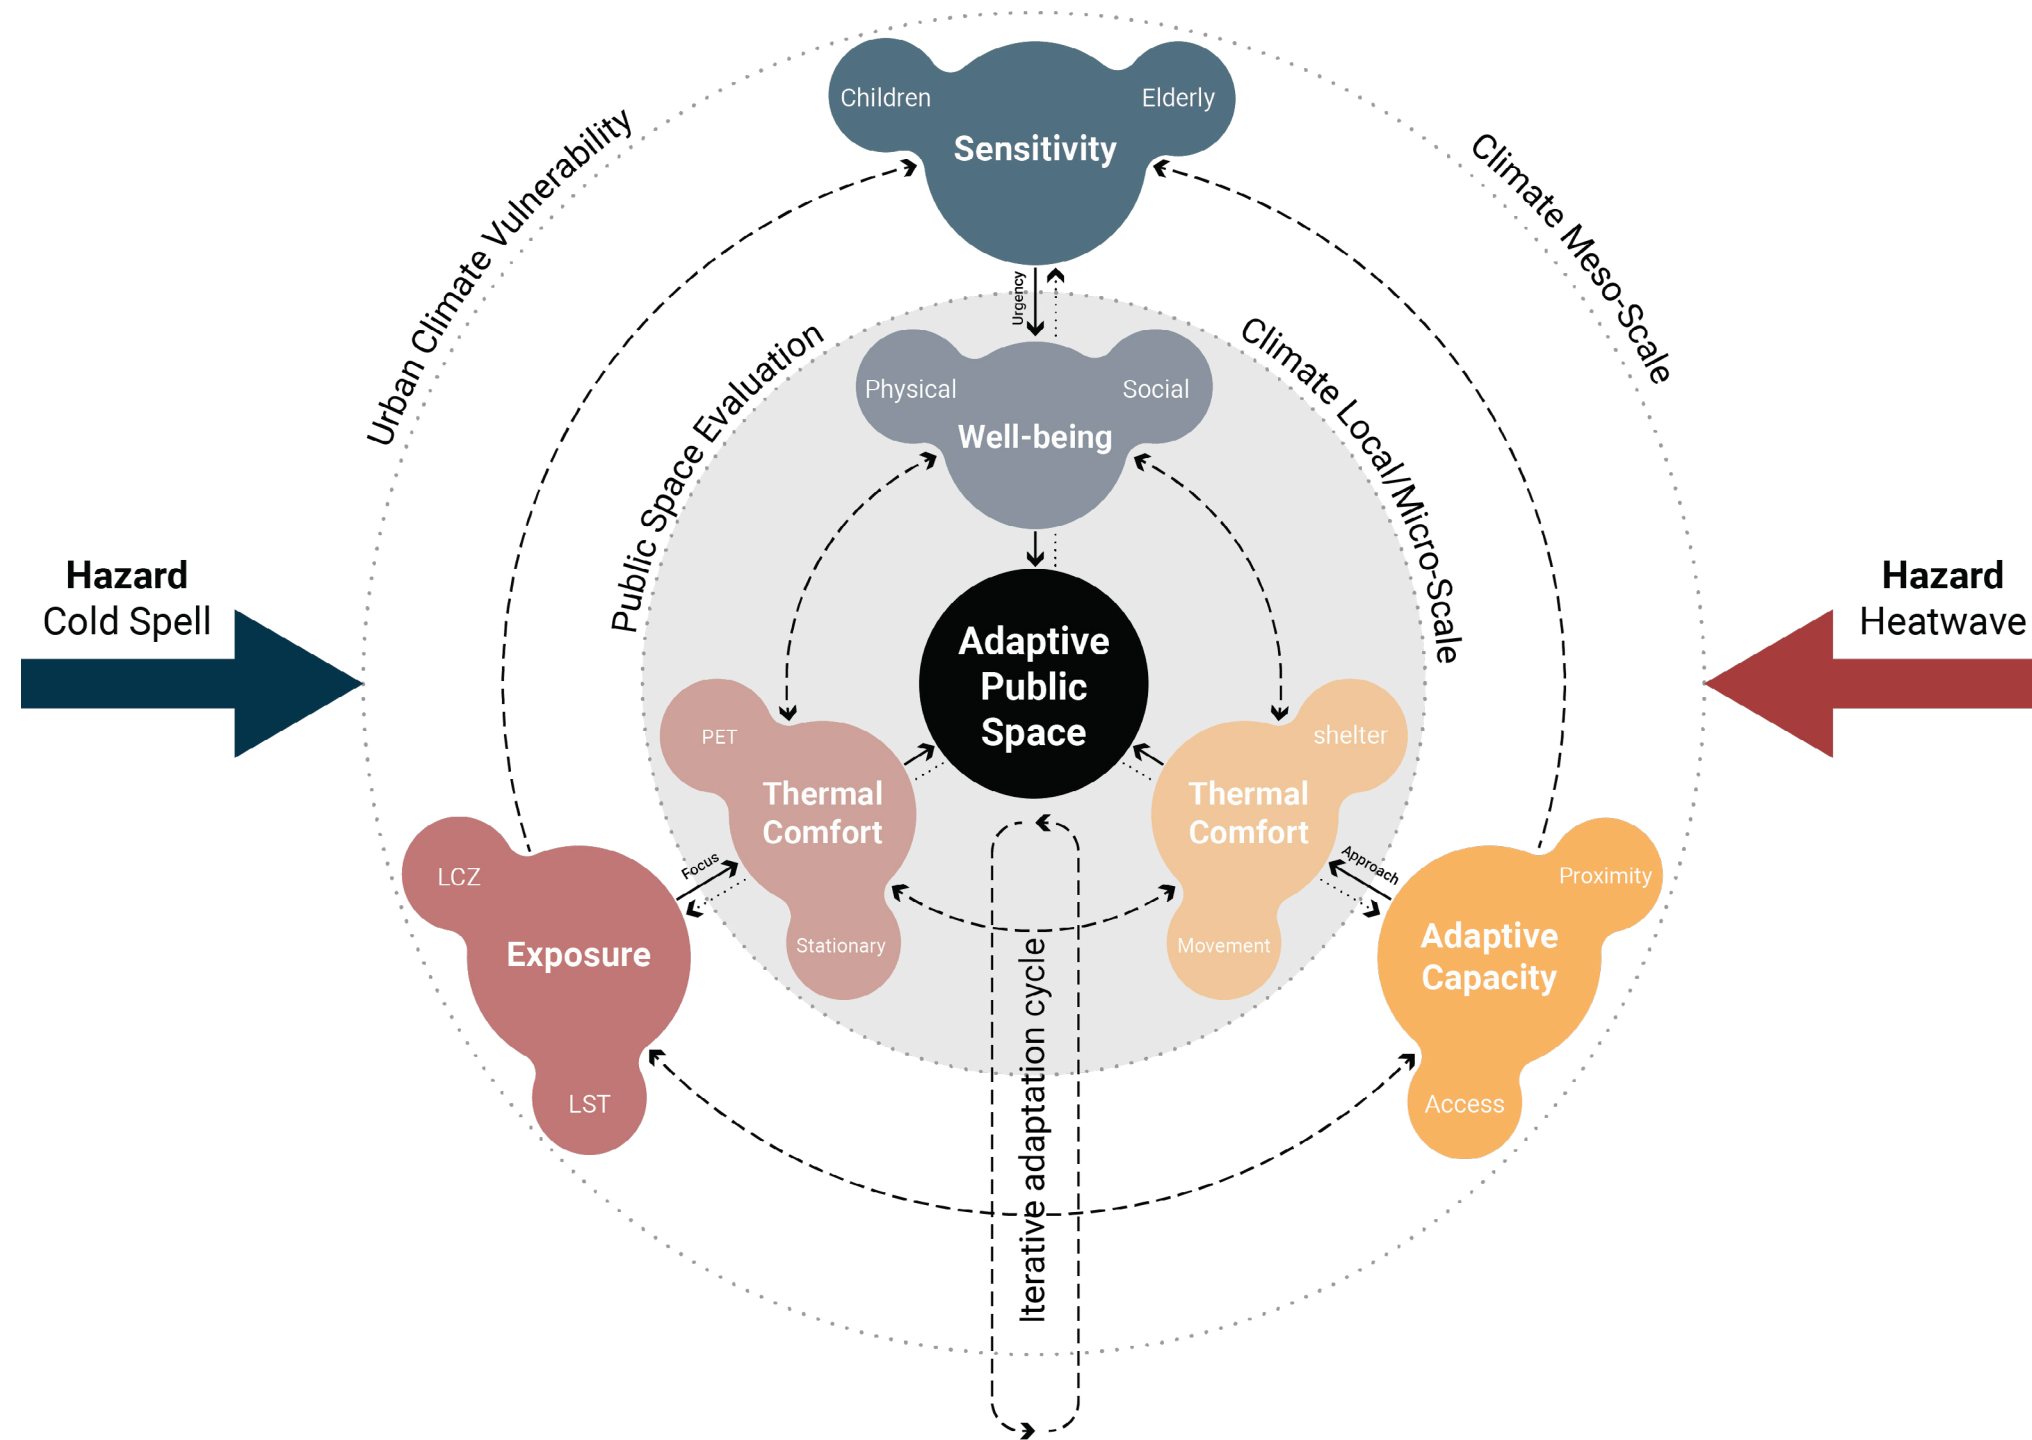 Children
Elderly
Sensitivity
Urban Climate Vulnerability
Climate Meso-Scale
Urgency
Public Space Evaluation
Climate Local/Micro-Scale
Physical
Social
Well-being
Hazard
Cold Spell
Hazard
Heatwave
Adaptive
Public
Space
PET
Thermal
Comfort
Stationary
shelter
Thermal
Comfort
Movement
Focus
Approach
LCZ
Exposure
LST
Proximity
Adaptive
Capacity
Access
Iterative adaptation cycle